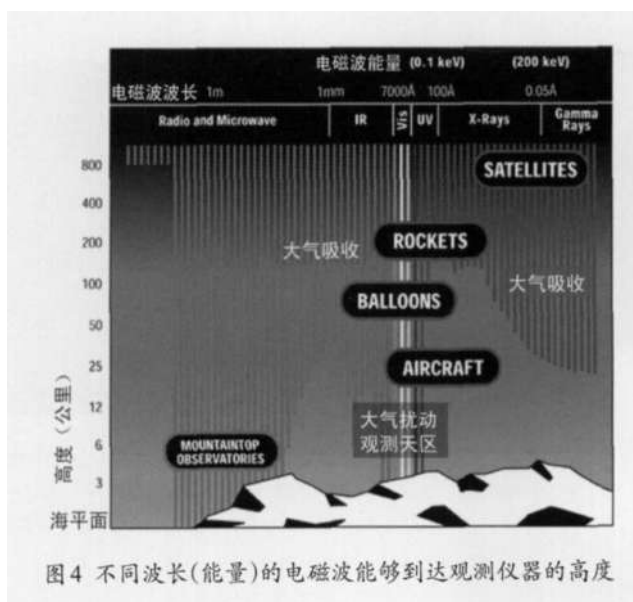 电磁波能量 (0.1 keV) (200 keV)
电磁波波长 1m 1mm 7000Å 100Å 0.05Å
Radio and Microwave IR Vis UV X-Rays Gamma Rays
800
SATELLITES
400
200
大气吸收
ROCKETS
100
BALLOONS
大气吸收
50
25
AIRCRAFT
12
大气扰动
观测天区
6
MOUNTAINTOP
OBSERVATORIES
3
海平面
高度（公里）
图4 不同波长(能量)的电磁波能够到达观测仪器的高度